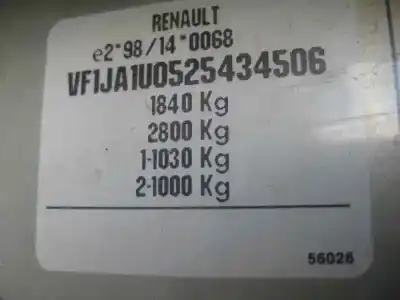 RENAULT
e2*98/14*0068
VF1JA1U0525434506
1840 Kg
2800 Kg
1-1030 Kg
2-1000 Kg
56026